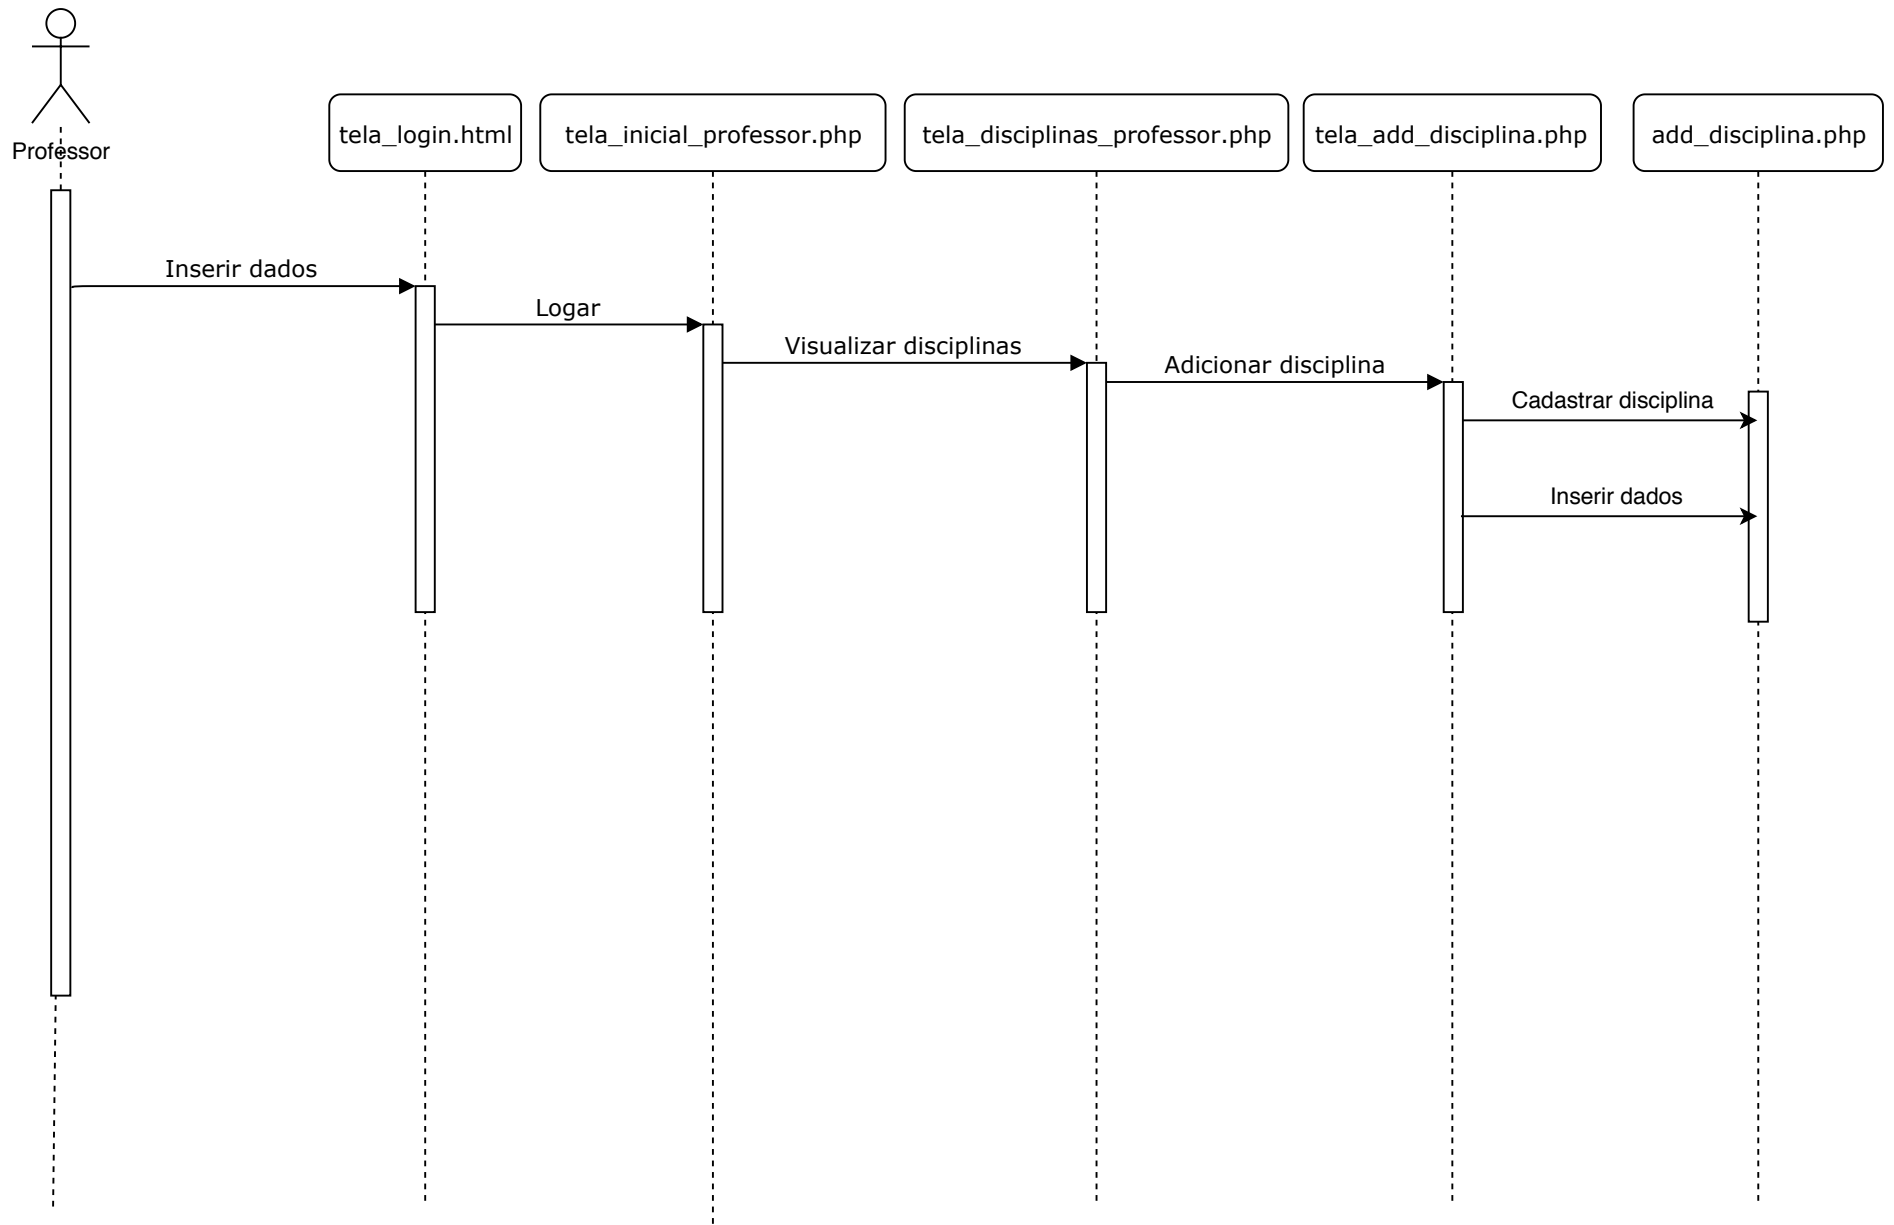 Professor
tela_login.html
tela_inicial_professor.php
tela_disciplinas_professor.php
tela_add_disciplina.php
add_disciplina.php
Inserir dados
Logar
Visualizar disciplinas
Adicionar disciplina
Cadastrar disciplina
Inserir dados